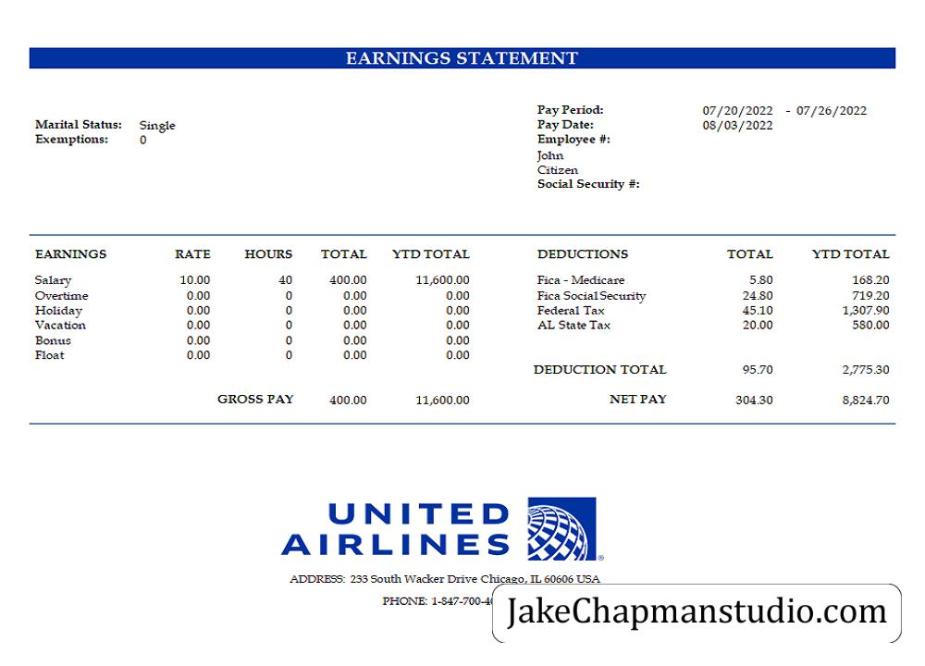 EARNINGS STATEMENT
Pay Period: 07/20/2022 - 07/26/2022
Marital Status: Single Pay Date: 08/03/2022
Exemptions: 0 Employee #:
John
Citizen
Social Security #:
EARNINGS RATE HOURS TOTAL YTD TOTAL DEDUCTIONS TOTAL YTD TOTAL
Salary 10.00 40 400.00 11,600.00 Fica - Medicare 5.80 168.20
Overtime 0.00 0 0.00 0.00 Fica SocialSecurity 24.80 719.20
Holiday 0.00 0 0.00 0.00 Federal Tax 45.10 1,307.90
Vacation 0.00 0 0.00 0.00 AL State Tax 20.00 580.00
Bonus 0.00 0 0.00 0.00
Float 0.00 0 0.00 0.00
DEDUCTION TOTAL 95.70 2,775.30
GROSS PAY 400.00 11,600.00 NET PAY 304.30 8,824.70
UNITED
AIRLINES
ADDRESS: 233 South Wacker Drive Chicago, IL 60606 USA
PHONE: 1-847-700-
JakeChapmanstudio.com